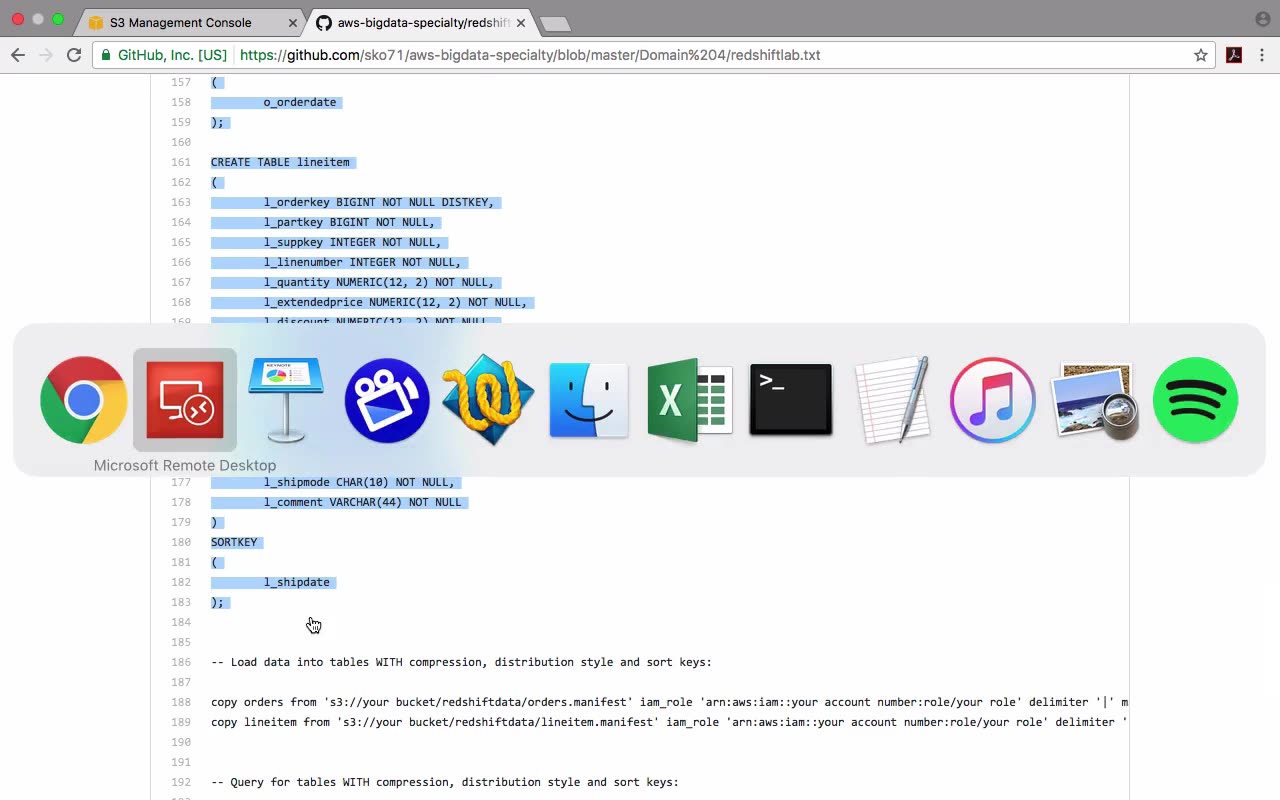 S3 Management Console
aws-bigdata-specialty/redshift
GitHub, Inc. [US]
https://github.com/sko71/aws-bigdata-specialty/blob/master/Domain%204/redshiftlab.txt
157 (
158 o_orderdate
159 );
160
161 CREATE TABLE lineitem
162 (
163 l_orderkey BIGINT NOT NULL DISTKEY,
164 l_partkey BIGINT NOT NULL,
165 l_suppkey INTEGER NOT NULL,
166 l_linenumber INTEGER NOT NULL,
167 l_quantity NUMERIC(12, 2) NOT NULL,
168 l_extendedprice NUMERIC(12, 2) NOT NULL,
169 l_discount NUMERIC(12, 2) NOT NULL,
KEYNOTE
X
>_
Microsoft Remote Desktop
177 l_shipmode CHAR(10) NOT NULL,
178 l_comment VARCHAR(44) NOT NULL
179 )
180 SORTKEY
181 (
182 l_shipdate
183 );
184
185
186 -- Load data into tables WITH compression, distribution style and sort keys:
187
188 copy orders from 's3://your bucket/redshiftdata/orders.manifest' iam_role 'arn:aws:iam::your account number:role/your role' delimiter '|' m
189 copy lineitem from 's3://your bucket/redshiftdata/lineitem.manifest' iam_role 'arn:aws:iam::your account number:role/your role' delimiter '
190
191
192 -- Query for tables WITH compression, distribution style and sort keys: